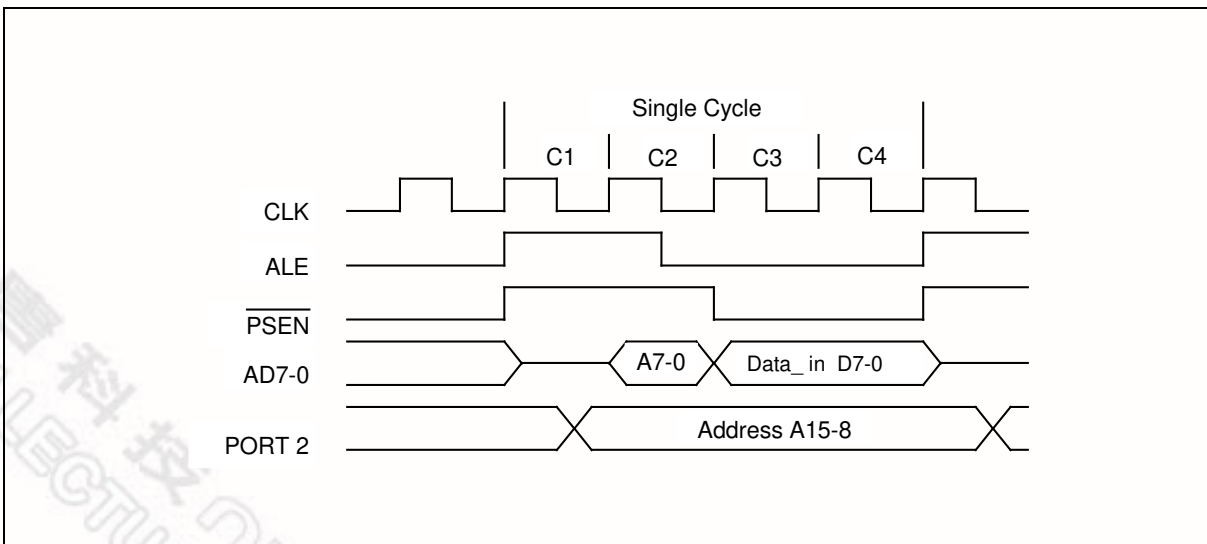 Single Cycle
C1 C2 C3 C4
CLK
ALE
PSEN
AD7-0 A7-0 Data_ in D7-0
PORT 2 Address A15-8